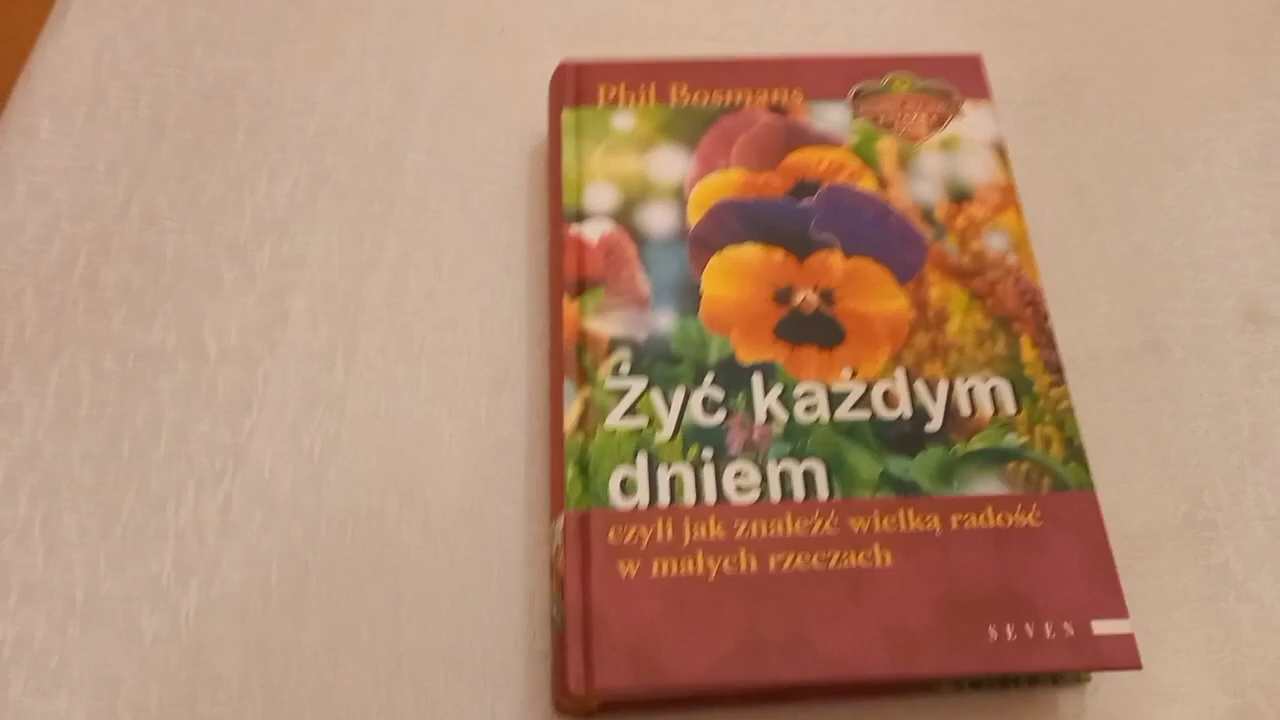 Phil Bosmans
Żyć każdym
dniem
czyli jak znaleźć wielką radość
w małych rzeczach
SEVEN